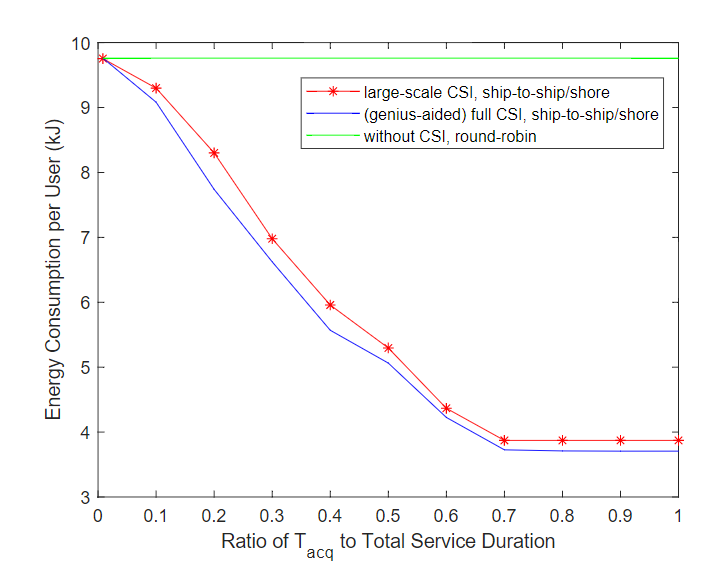 10
9
8
7
6
5
4
3
Energy Consumption per User (kJ)
large-scale CSI, ship-to-ship/shore
(genius-aided) full CSI, ship-to-ship/shore
without CSI, round-robin
0 0.1 0.2 0.3 0.4 0.5 0.6 0.7 0.8 0.9 1
Ratio of T_acq to Total Service Duration